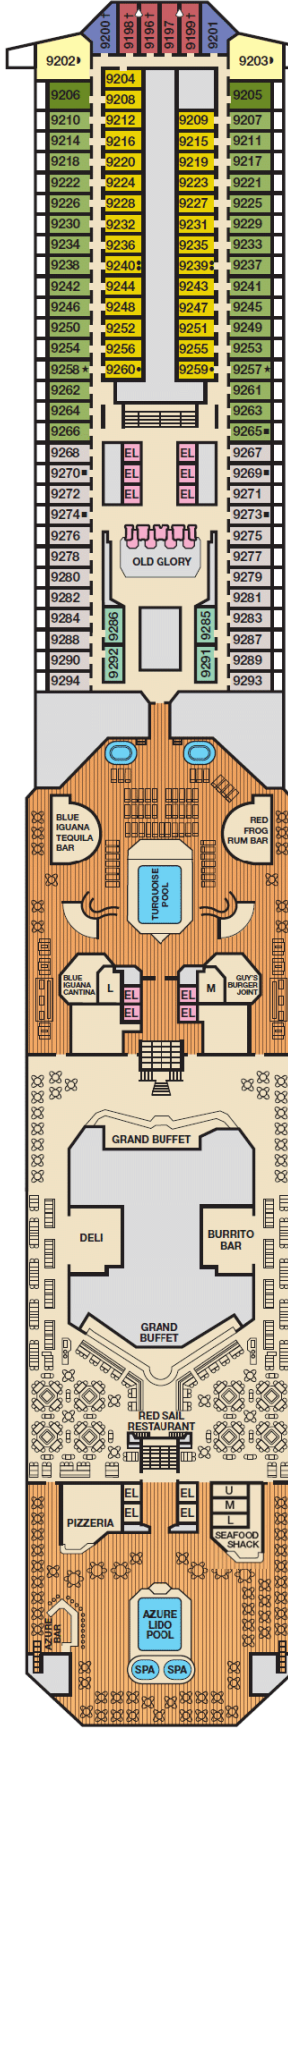 9200† 9198† 9196† 9197 9199† 9201
9202◗ 9203◗
9204
9206 9208 9205
9210 9212 9209 9207
9214 9216 9215 9211
9218 9220 9219 9217
9222 9224 9223 9221
9226 9228 9227 9225
9230 9232 9231 9229
9234 9236 9235 9233
9238 9240 9239 9237
9242 9244 9243 9241
9246 9248 9247 9245
9250 9252 9251 9249
9254 9256 9255 9253
9258★ 9260● 9259● 9257★
9262 9261
9264 9263
9266 9265■
9268 EL EL 9267
9270■ EL EL 9269■
9272 EL EL 9271
9274■ 9273■
9276 9275
9278 OLD GLORY 9277
9280 9279
9282 9281
9284 9286 9285 9283
9288 9287
9290 9292 9291 9289
9294 9293
BLUE
IGUANA
TEQUILA
BAR
RED
FROG
RUM BAR
TURQUOISE
POOL
BLUE
IGUANA
CANTINA
L EL EL M
EL EL
GUY'S
BURGER
JOINT
GRAND BUFFET
DELI
BURRITO
BAR
GRAND
BUFFET
RED SAIL
RESTAURANT
EL EL
EL EL
PIZZERIA
U
M
L
SEAFOOD
SHACK
AZURE
BAR
AZURE
LIDO
POOL
SPA SPA